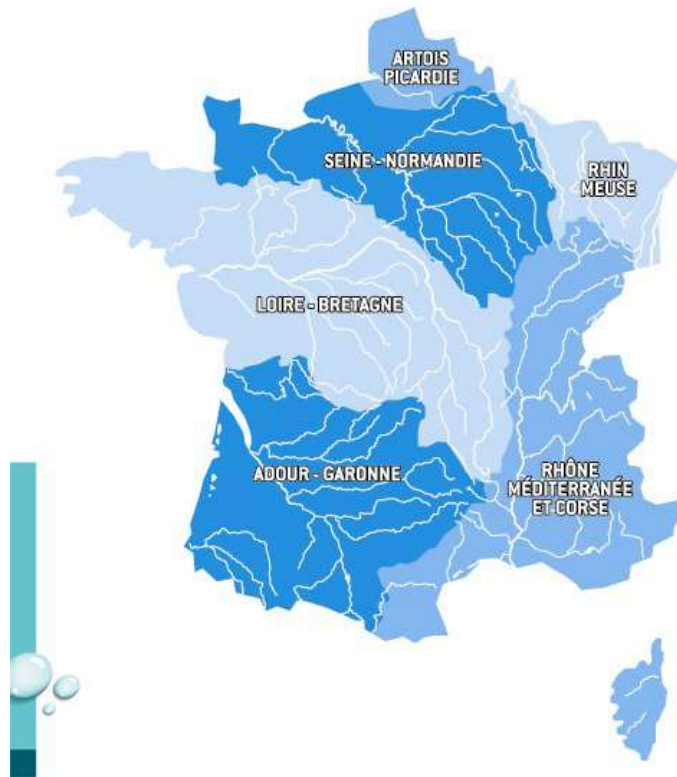 ARTOIS
PICARDIE
SEINE - NORMANDIE
RHIN
MEUSE
LOIRE - BRETAGNE
ADOUR - GARONNE
RHÔNE
MÉDITERRANÉE
ET CORSE